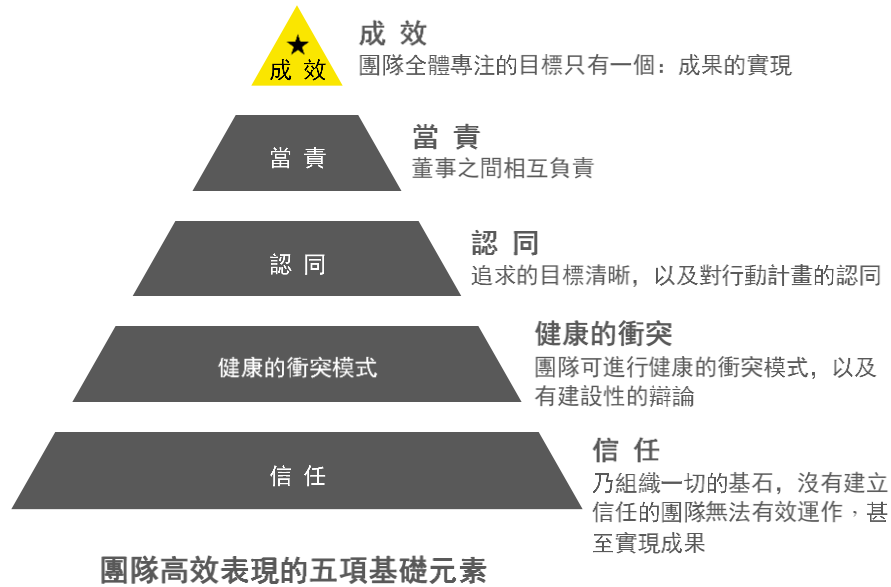 成 效
成 效
團隊全體專注的目標只有一個：成果的實現
當 責
當 責
董事之間相互負責
認 同
認 同
追求的目標清晰，以及對行動計畫的認同
健康的衝突模式
健康的衝突
團隊可進行健康的衝突模式，以及
有建設性的辯論
信 任
信 任
乃組織一切的基石，沒有建立
信任的團隊無法有效運作，甚
至實現成果
團隊高效表現的五項基礎元素